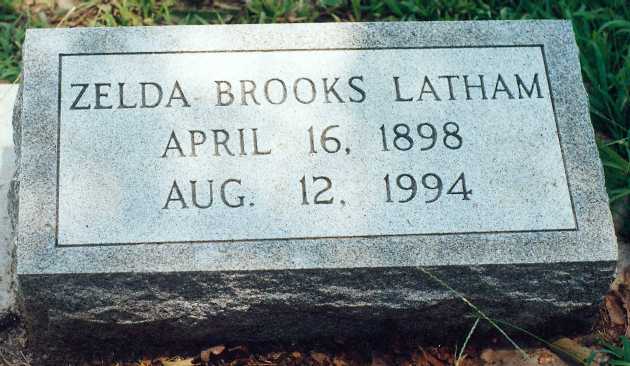 ZELDA BROOKS LATHAM
APRIL 16, 1898
AUG. 12, 1994